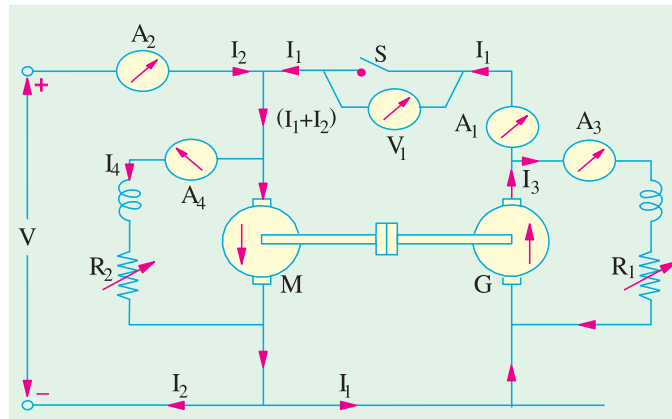 A2
I2
I1
S
I1
+
(I1+I2)
V1
A1
A3
I4
A4
I3
V
R2
M
G
R1
−
I2
I1